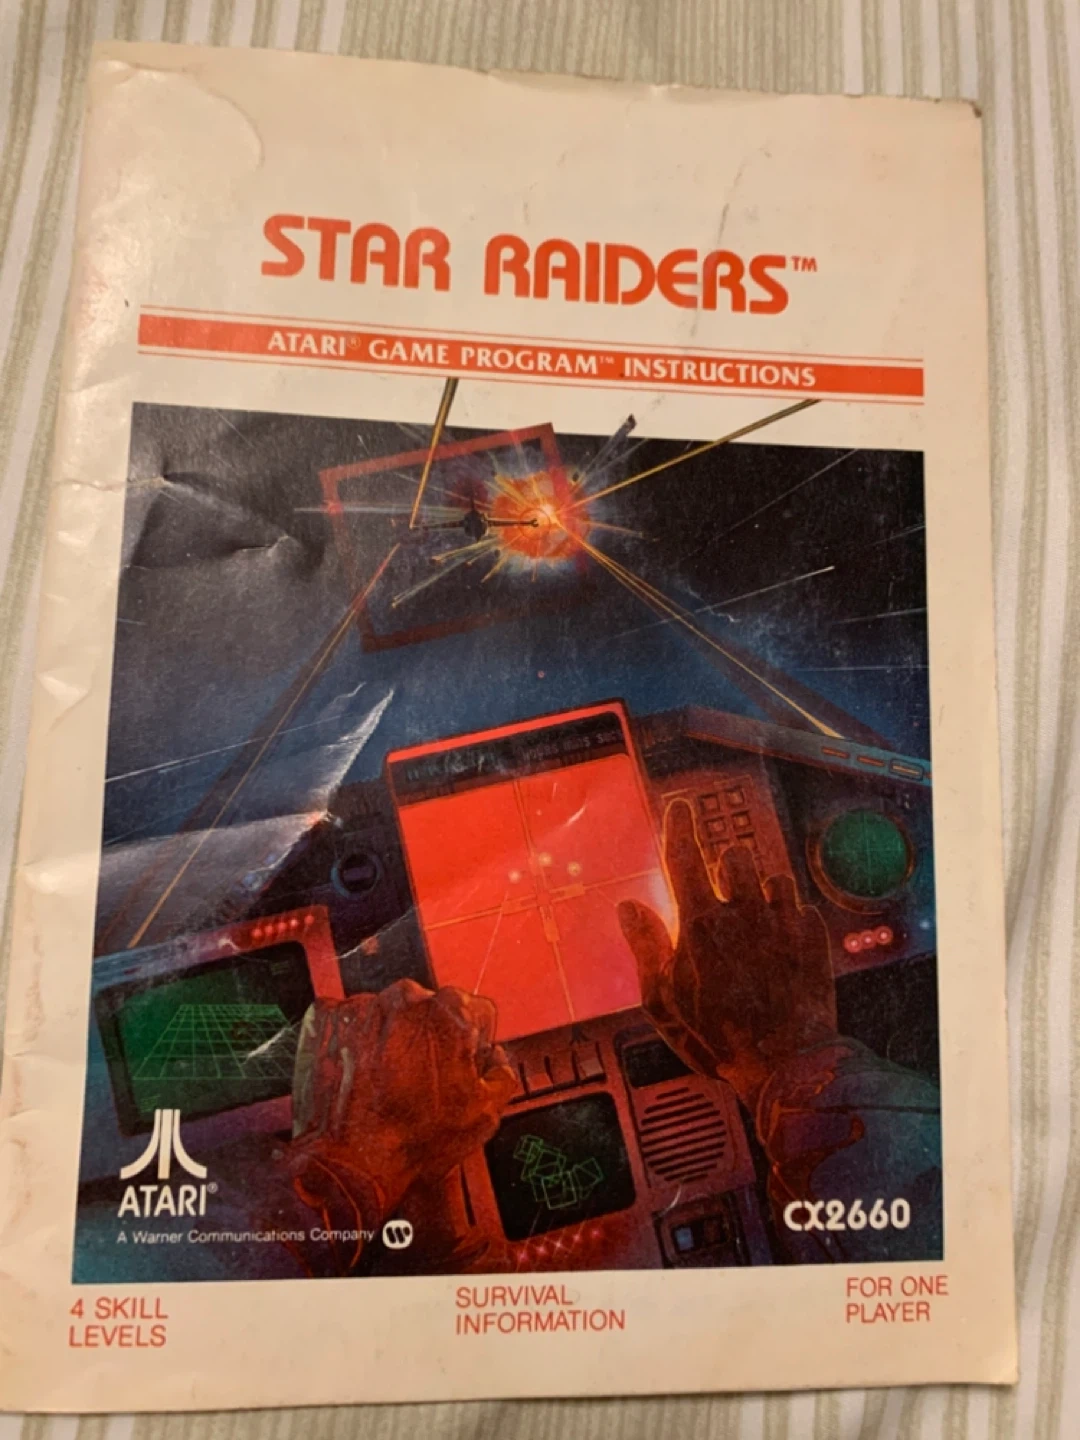 STAR RAIDERS™
ATARI® GAME PROGRAM™ INSTRUCTIONS
ATARI®
A Warner Communications Company
CX2660
4 SKILL
LEVELS
SURVIVAL
INFORMATION
FOR ONE
PLAYER